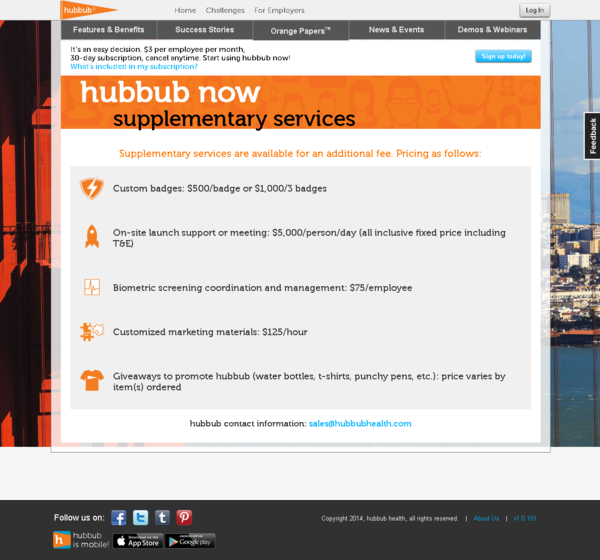 hubbub
Home Challenges For Employers
Log In
Features & Benefits Success Stories Orange Papers™ News & Events Demos & Webinars
It's an easy decision. $3 per employee per month,
30-day subscription, cancel anytime. Start using hubbub now!
What's included in my subscription?
Sign up today!
hubbub now
supplementary services
Feedback
Supplementary services are available for an additional fee. Pricing as follows:
Custom badges: $500/badge or $1,000/3 badges
On-site launch support or meeting: $5,000/person/day (all inclusive fixed price including
T&E)
Biometric screening coordination and management: $75/employee
Customized marketing materials: $125/hour
Giveaways to promote hubbub (water bottles, t-shirts, punchy pens, etc.): price varies by
item(s) ordered
hubbub contact information: sales@hubbubhealth.com
Follow us on:
Copyright 2014, hubbub health, all rights reserved. | About Us | v1.0.151
hubbub
is mobile!
App Store
Google play